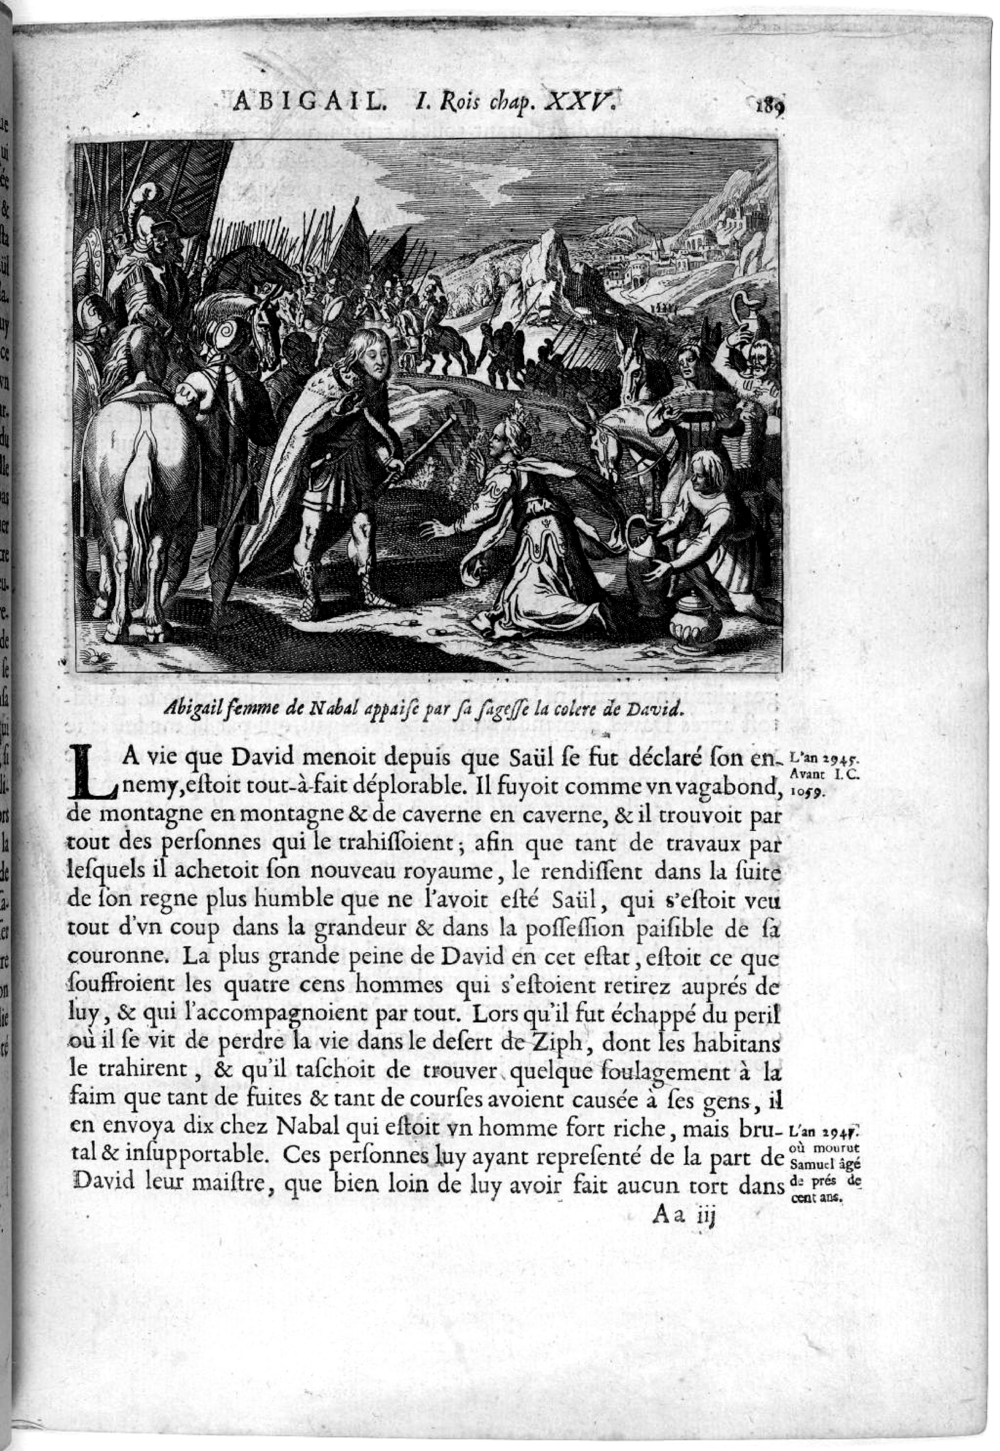 ABIGAIL. I. Rois chap. XXV. 189
Abigail femme de Nabal appaiſe par ſa ſageſſe la colere de David.
LA vie que David menoit depuis que Saül ſe fut déclaré ſon en-
nemy, eſtoit tout-à-fait déplorable. Il fuyoit comme vn vagabond,
de montagne en montagne & de caverne en caverne, & il trouvoit par
tout des perſonnes qui le trahiſſoient; afin que tant de travaux par
leſquels il achetoit ſon nouveau royaume, le rendiſſent dans la ſuite
de ſon regne plus humble que ne l'avoit eſté Saül, qui s'eſtoit veu
tout d'vn coup dans la grandeur & dans la poſſeſſion paiſible de ſa
couronne. La plus grande peine de David en cet eſtat, eſtoit ce que
ſouffroient les quatre cens hommes qui s'eſtoient retirez auprés de
luy, & qui l'accompagnoient par tout. Lors qu'il fut échappé du peril
où il ſe vit de perdre la vie dans le deſert de Ziph, dont les habitans
le trahirent, & qu'il taſchoit de trouver quelque ſoulagement à la
faim que tant de fuites & tant de courſes avoient cauſée à ſes gens, il
en envoya dix chez Nabal qui eſtoit vn homme fort riche, mais bru-
tal & inſupportable. Ces perſonnes luy ayant repreſenté de la part de
David leur maiſtre, que bien loin de luy avoir fait aucun tort dans
L'an 2945.
Avant I. C.
1059.
L'an 2947.
où mourut
Samuel âgé
de prés de
cent ans.
Aa iij